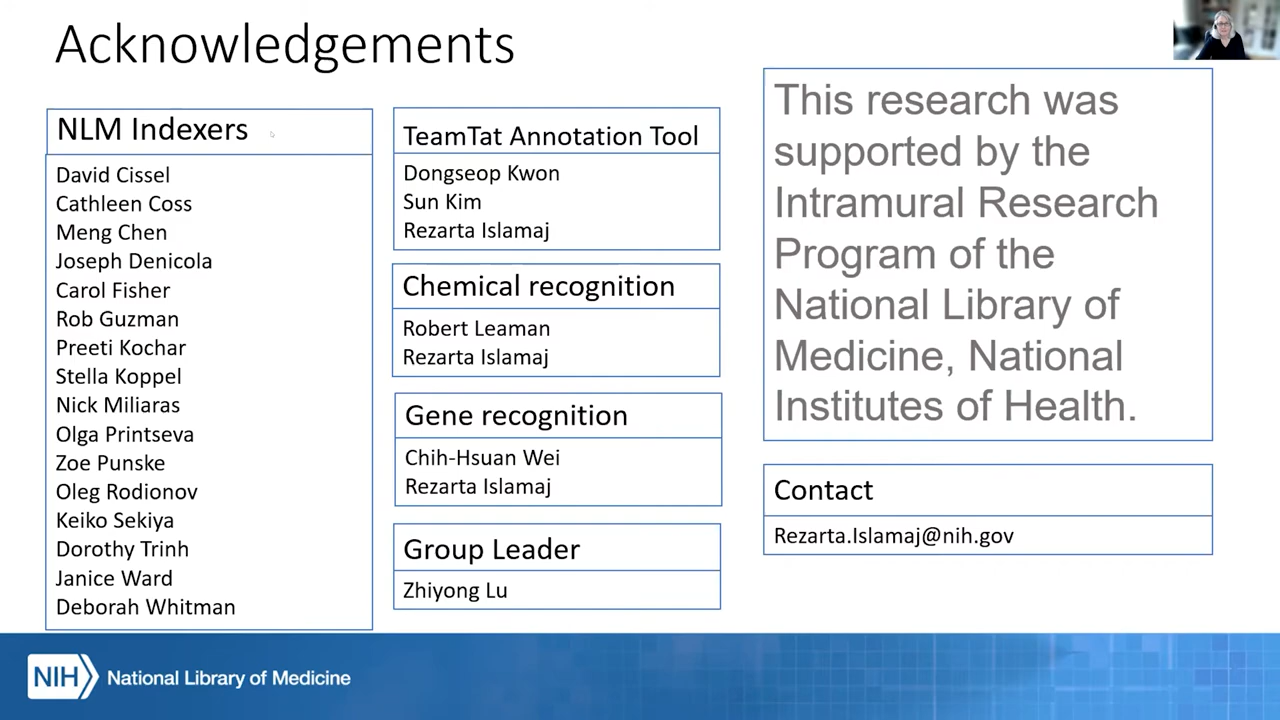 Acknowledgements
NLM Indexers
David Cissel
Cathleen Coss
Meng Chen
Joseph Denicola
Carol Fisher
Rob Guzman
Preeti Kochar
Stella Koppel
Nick Miliaras
Olga Printseva
Zoe Punske
Oleg Rodionov
Keiko Sekiya
Dorothy Trinh
Janice Ward
Deborah Whitman
TeamTat Annotation Tool
Dongseop Kwon
Sun Kim
Rezarta Islamaj
Chemical recognition
Robert Leaman
Rezarta Islamaj
Gene recognition
Chih-Hsuan Wei
Rezarta Islamaj
Group Leader
Zhiyong Lu
This research was
supported by the
Intramural Research
Program of the
National Library of
Medicine, National
Institutes of Health.
Contact
Rezarta.Islamaj@nih.gov
NIH National Library of Medicine